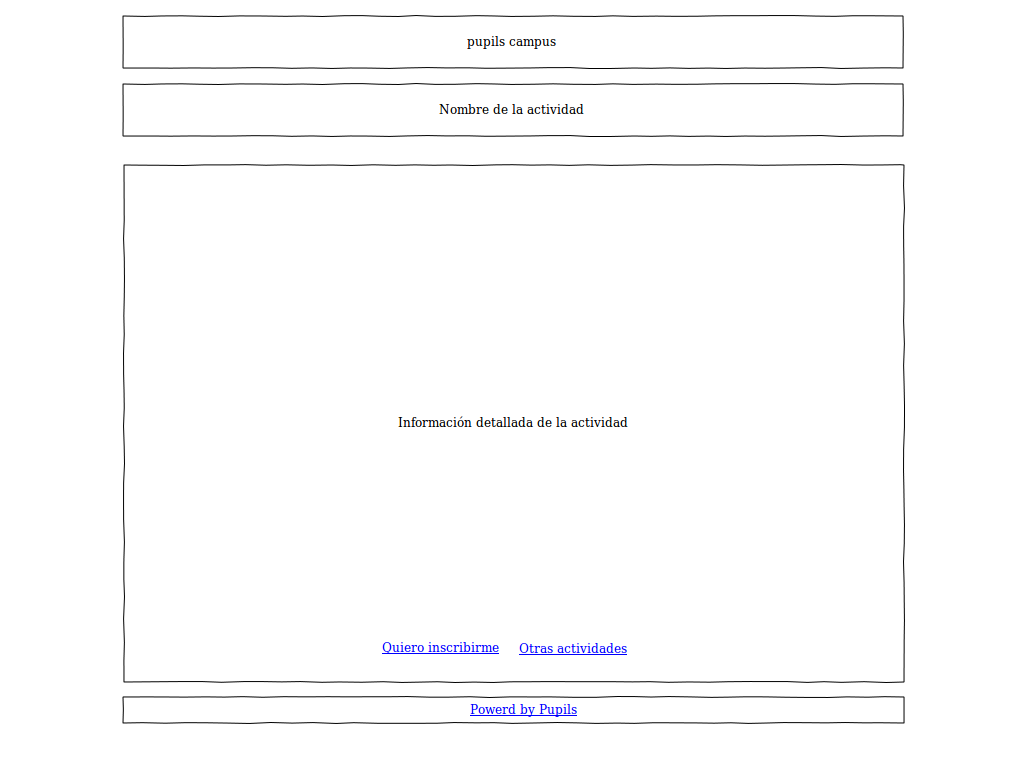 pupils campus
Nombre de la actividad
Información detallada de la actividad
Quiero inscribirme Otras actividades
Powerd by Pupils